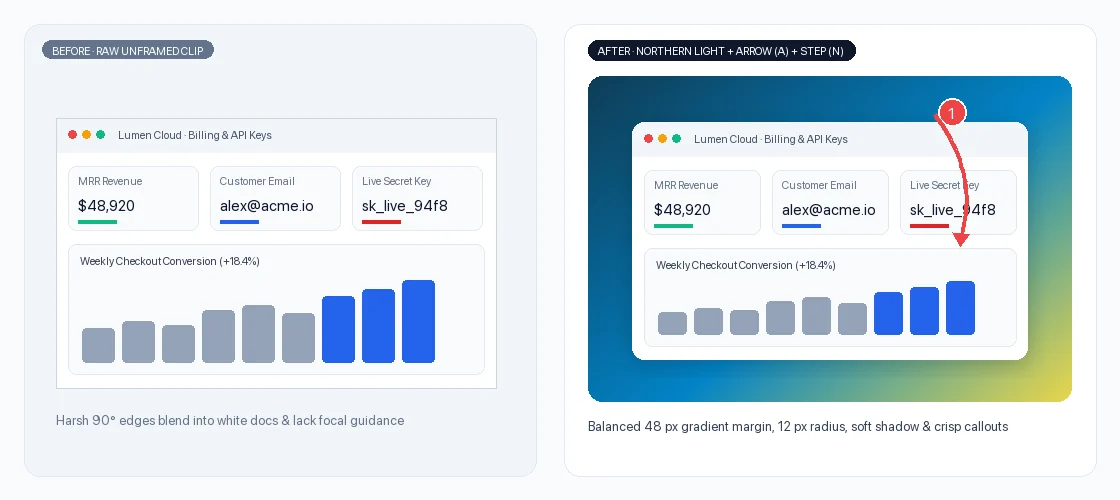 BEFORE · RAW UNFRAMED CLIP
Lumen Cloud · Billing & API Keys
MRR Revenue
$48,920
Customer Email
alex@acme.io
Live Secret Key
sk_live_94f8
Weekly Checkout Conversion (+18.4%)
Harsh 90° edges blend into white docs & lack focal guidance
AFTER · NORTHERN LIGHT + ARROW (A) + STEP (N)
1
Lumen Cloud · Billing & API Keys
MRR Revenue
$48,920
Customer Email
alex@acme.io
Live Secret Key
sk_live_94f8
Weekly Checkout Conversion (+18.4%)
Balanced 48 px gradient margin, 12 px radius, soft shadow & crisp callouts